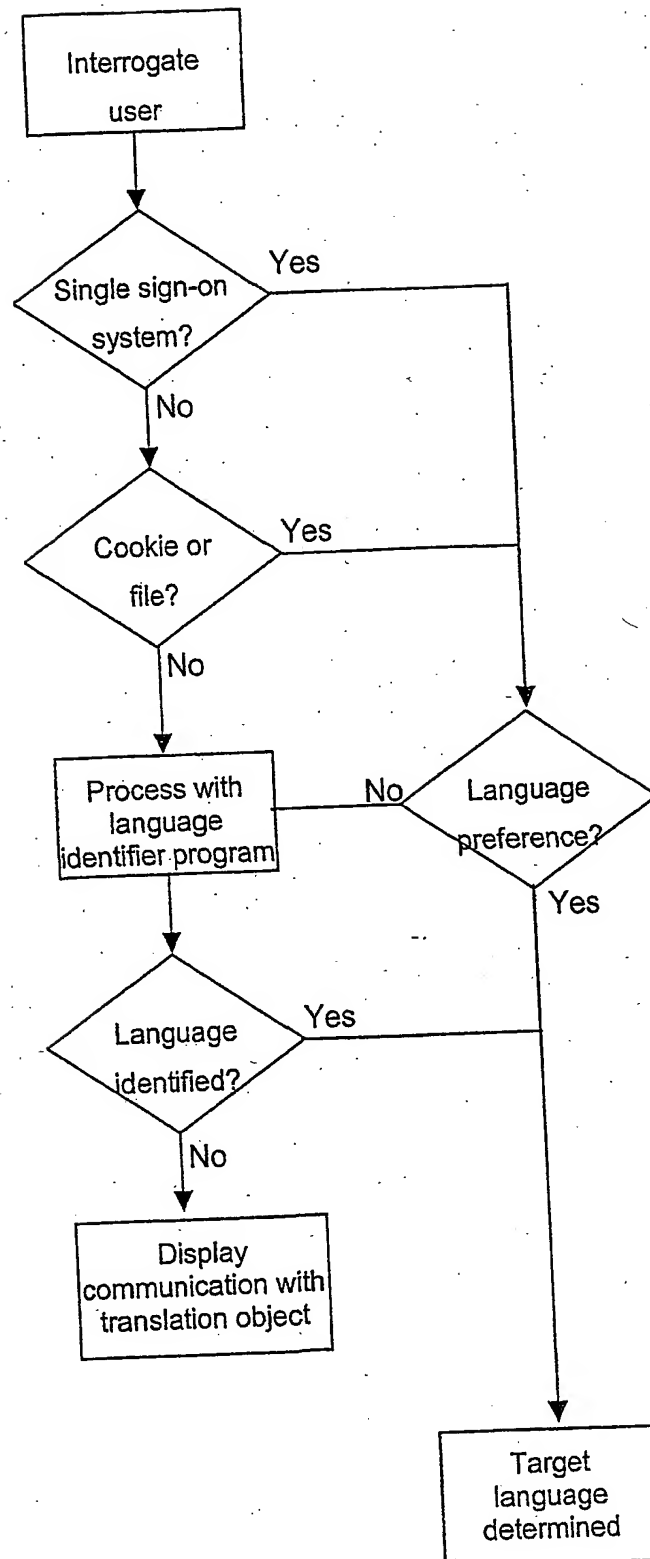 Interrogate
user
Yes
Single sign-on
system?
No
Yes
Cookie or
file?
No
Process with
language
identifier program
No
Language
preference?
Yes
Yes
Language
identified?
No
Display
communication with
translation object
Target
language
determined